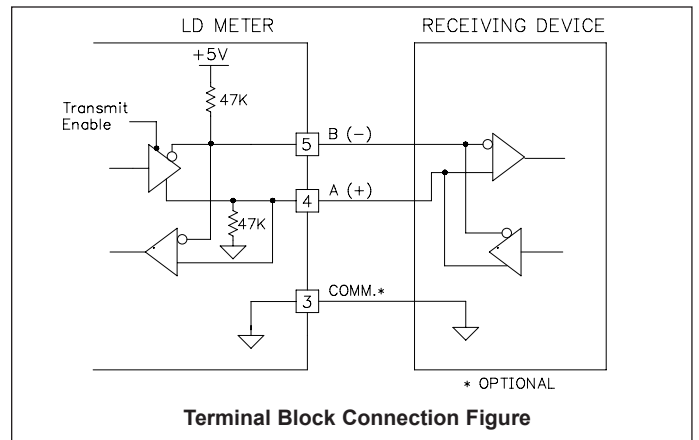 LD METER
RECEIVING DEVICE
+5V
47K
Transmit
Enable
5
B (-)
4
A (+)
47K
3
COMM.*
* OPTIONAL
Terminal Block Connection Figure